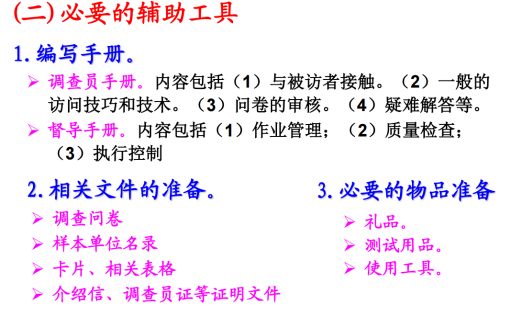 (二)必要的辅助工具
1.编写手册。
➢ 调查员手册。内容包括（1）与被访者接触。（2）一般的
访问技巧和技术。（3）问卷的审核。（4）疑难解答等。
➢ 督导手册。内容包括（1）作业管理；（2）质量检查；
（3）执行控制
2.相关文件的准备。
➢ 调查问卷
➢ 样本单位名录
➢ 卡片、相关表格
➢ 介绍信、调查员证等证明文件
3.必要的物品准备
➢ 礼品。
➢ 测试用品。
➢ 使用工具。